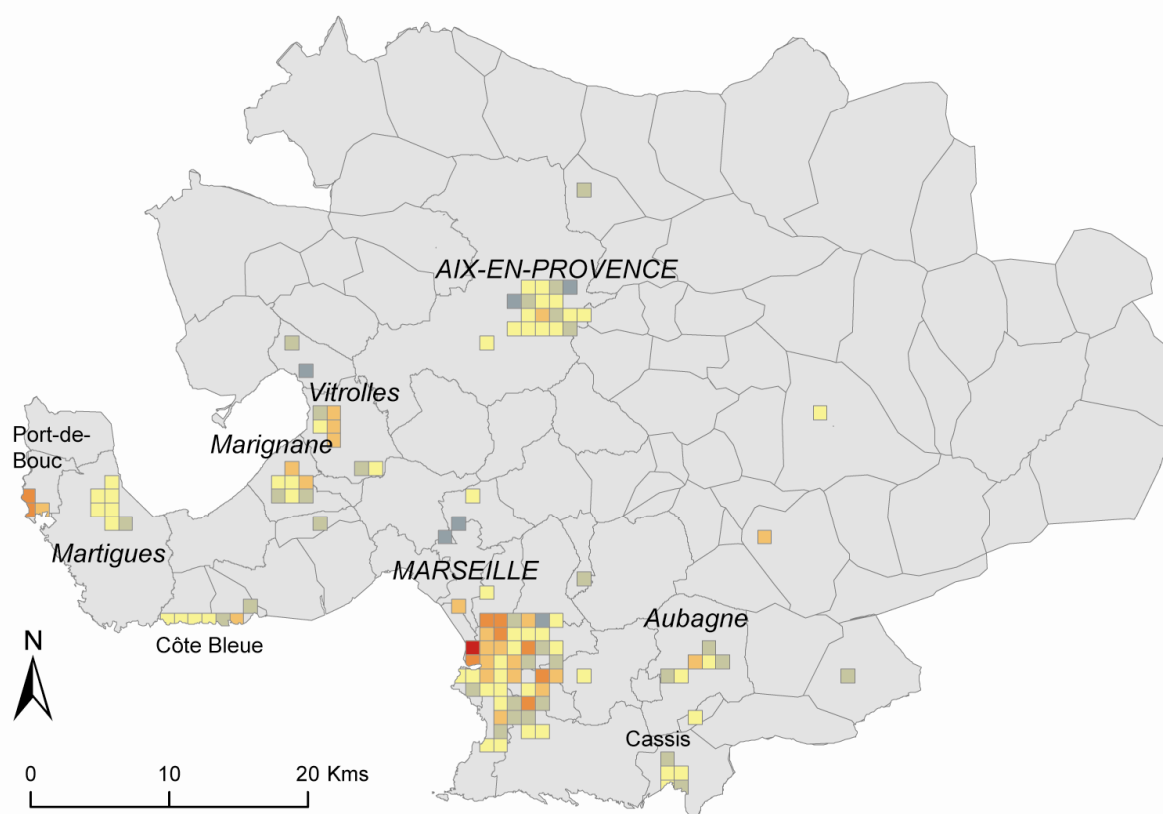 AIX-EN-PROVENCE
Vitrolles
Port-de-
Bouc
Marignane
Martigues
MARSEILLE
Aubagne
Côte Bleue
N
Cassis
0 10 20 Kms